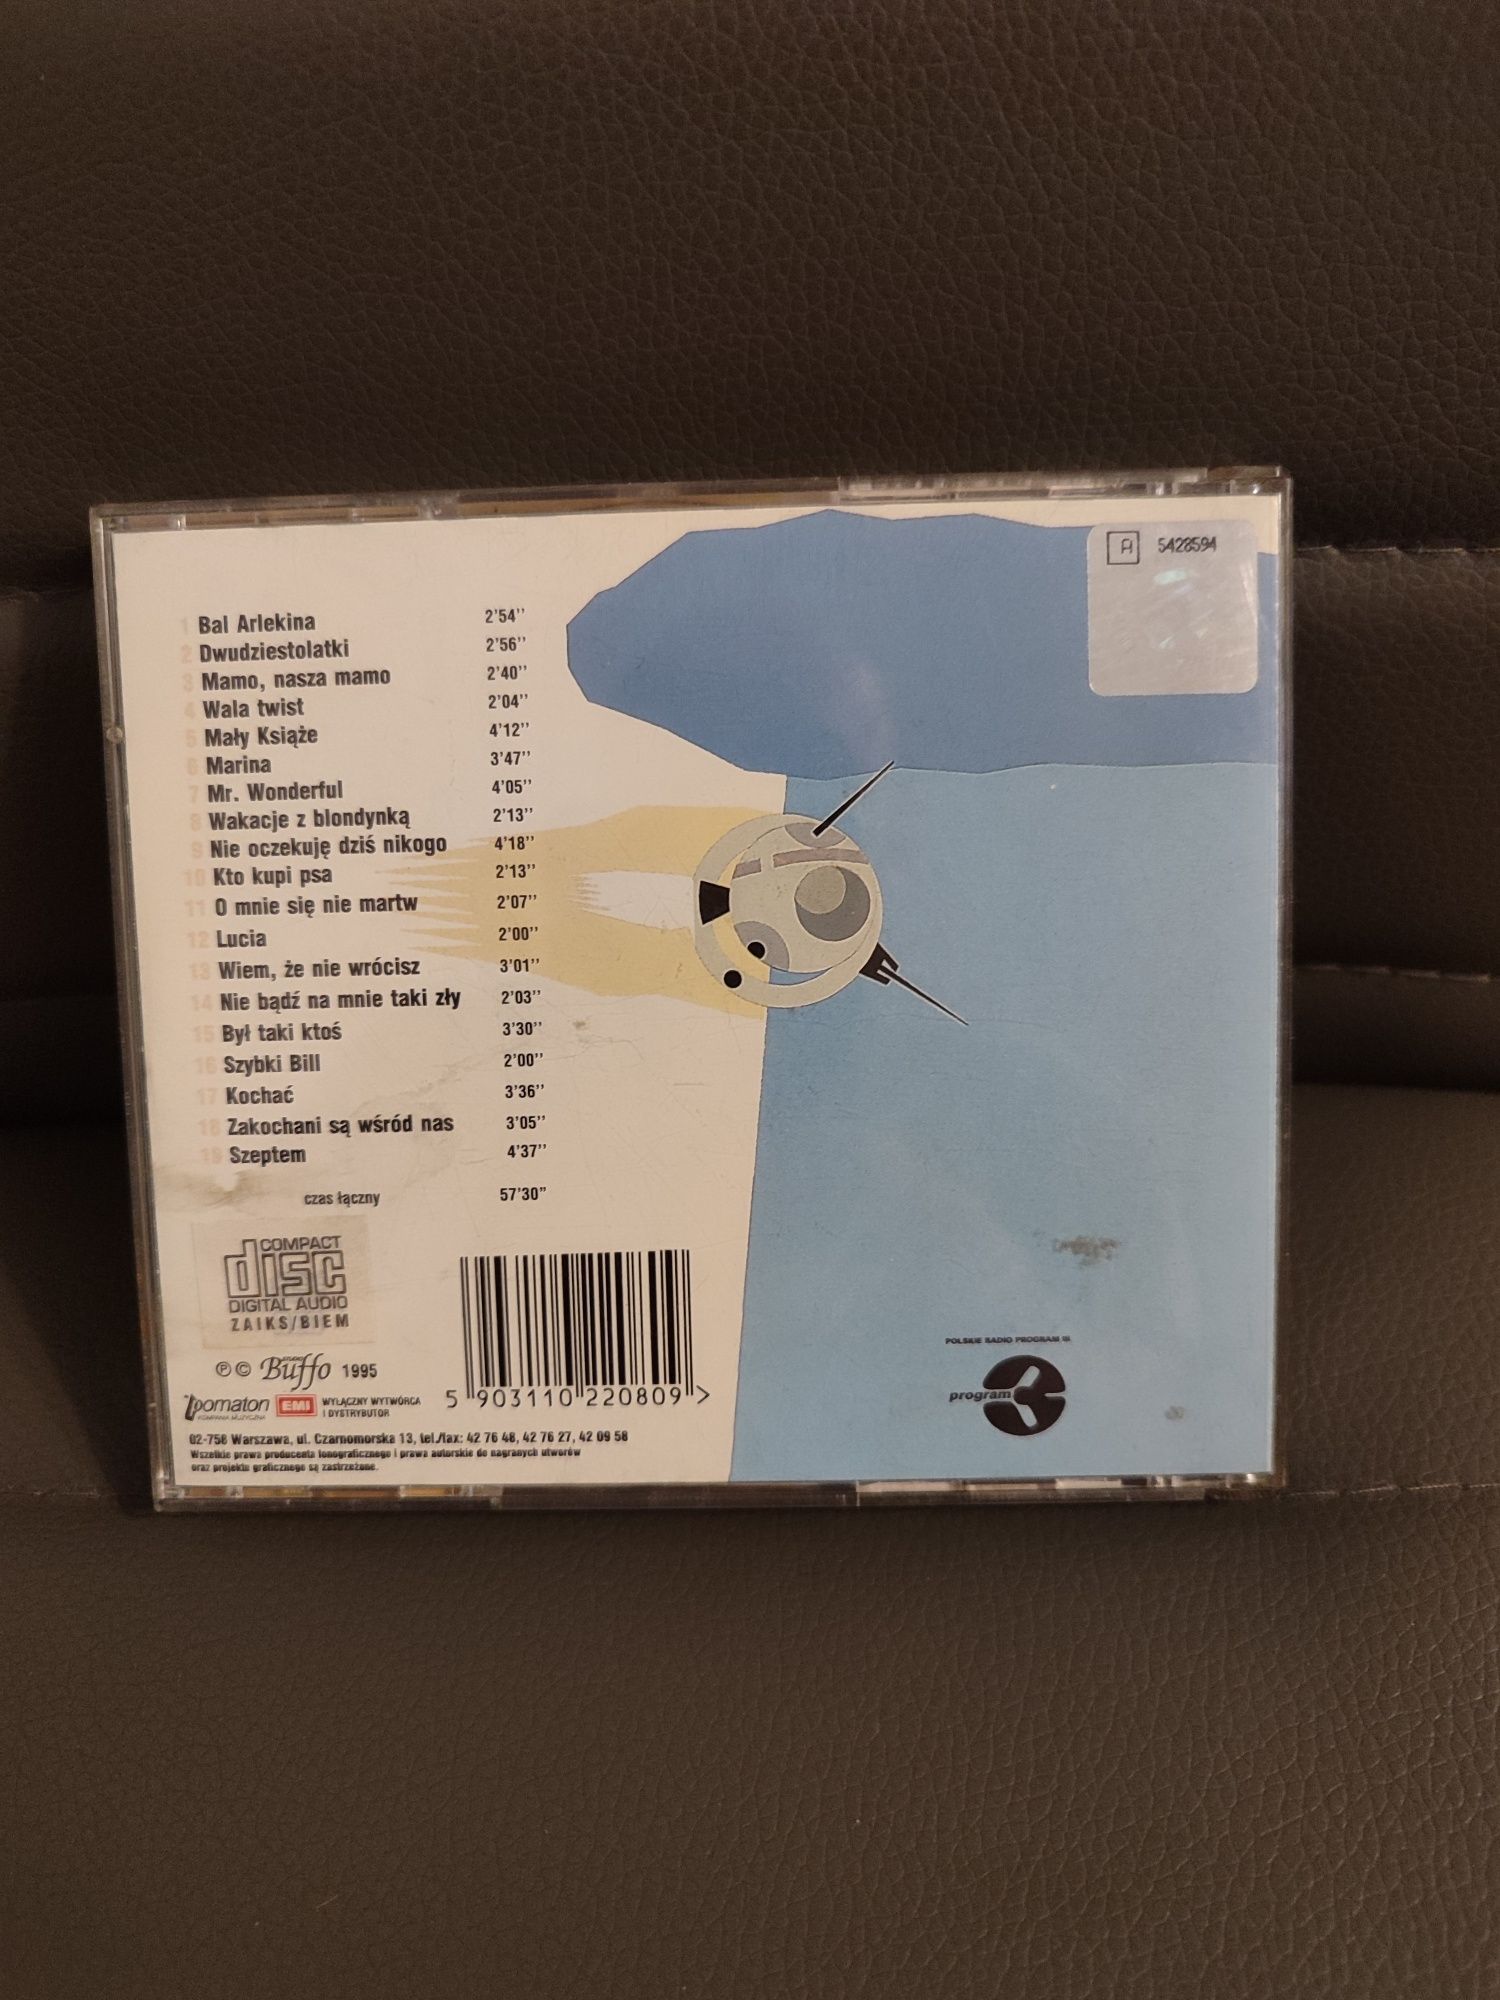 A 5428594
1 Bal Arlekina 2'54''
2 Dwudziestolatki 2'56''
3 Mamo, nasza mamo 2'40''
4 Wala twist 2'04''
5 Mały Książe 4'12''
6 Marina 3'47''
7 Mr. Wonderful 4'05''
8 Wakacje z blondynką 2'13''
9 Nie oczekuję dziś nikogo 4'18''
10 Kto kupi psa 2'13''
11 O mnie się nie martw 2'07''
12 Lucia 2'00''
13 Wiem, że nie wrócisz 3'01''
14 Nie bądź na mnie taki zły 2'03''
15 Był taki ktoś 3'30''
16 Szybki Bill 2'00''
17 Kochać 3'36''
18 Zakochani są wśród nas 3'05''
19 Szeptem 4'37''
czas łączny 57'30"
COMPACT
disc
DIGITAL AUDIO
ZAIKS/BIEM
℗ © STUDIO Buffo 1995
pomaton EMI WYŁĄCZNY WYTWÓRCA
KOMPANIA MUZYCZNA I DYSTRYBUTOR
5 903110 220809 >
02-758 Warszawa, ul. Czarnomorska 13, tel./fax: 42 76 48, 42 76 27, 42 09 58
Wszelkie prawa producenta fonograficznego i prawa autorskie do nagranych utworów
oraz projektu graficznego są zastrzeżone.
POLSKIE RADIO PROGRAM III
program